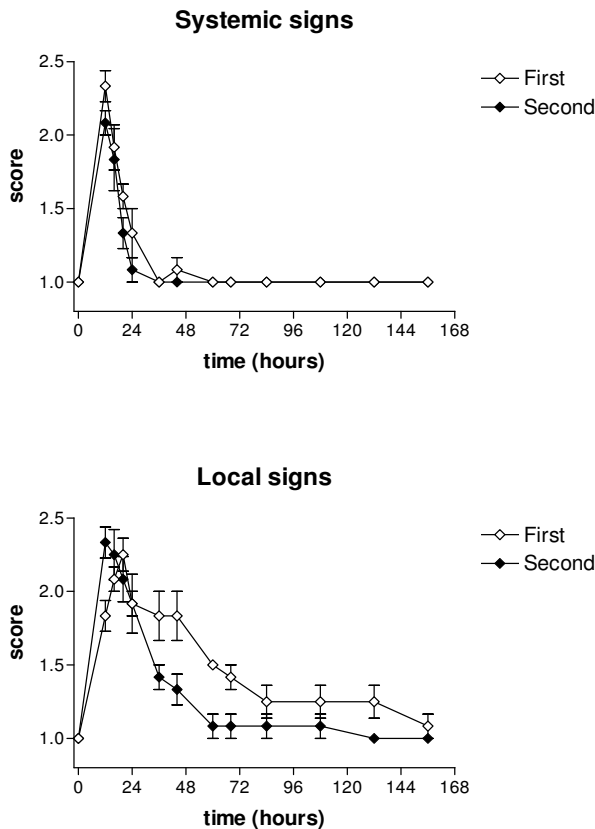 Systemic signs
2.5
2.0
1.5
1.0
score
0 24 48 72 96 120 144 168
time (hours)
First
Second
Local signs
2.5
2.0
1.5
1.0
score
0 24 48 72 96 120 144 168
time (hours)
First
Second